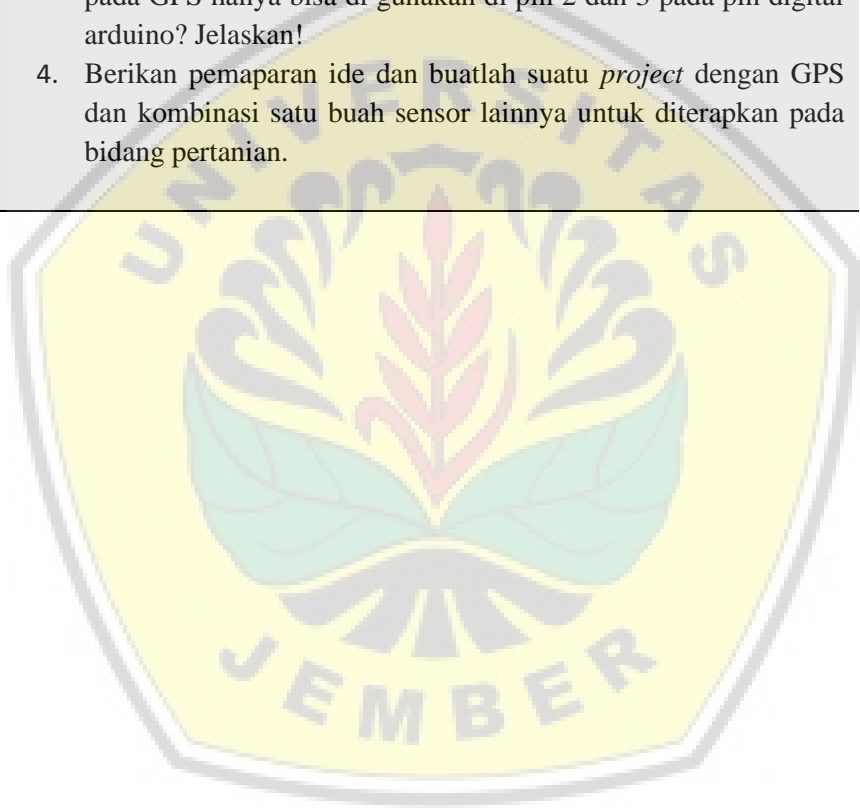 pada GPS hanya bisa di gunakan di pin 2 dan 3 pada pin digital
arduino? Jelaskan!
4. Berikan pemaparan ide dan buatlah suatu project dengan GPS
dan kombinasi satu buah sensor lainnya untuk diterapkan pada
bidang pertanian.
UNIVERSITAS
JEMBER